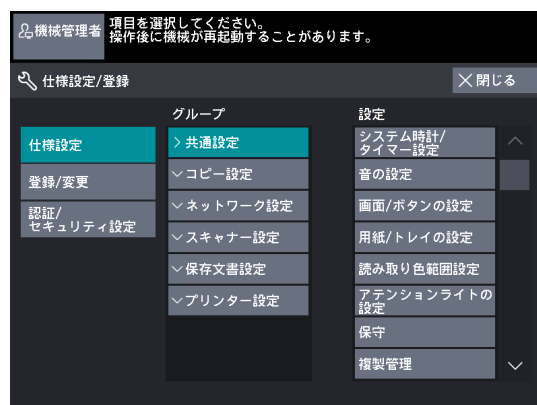 機械管理者
項目を選択してください。
操作後に機械が再起動することがあります。
仕様設定/登録
閉じる
グループ
設定
仕様設定
登録/変更
認証/
セキュリティ設定
共通設定
コピー設定
ネットワーク設定
スキャナー設定
保存文書設定
プリンター設定
システム時計/
タイマー設定
音の設定
画面/ボタンの設定
用紙/トレイの設定
読み取り色範囲設定
アテンションライトの
設定
保守
複製管理